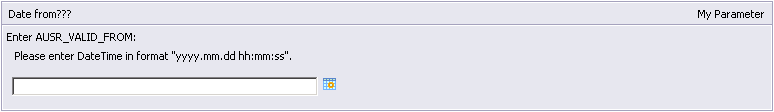 Date from??? My Parameter
Enter AUSR_VALID_FROM:
Please enter DateTime in format "yyyy.mm.dd hh:mm:ss".